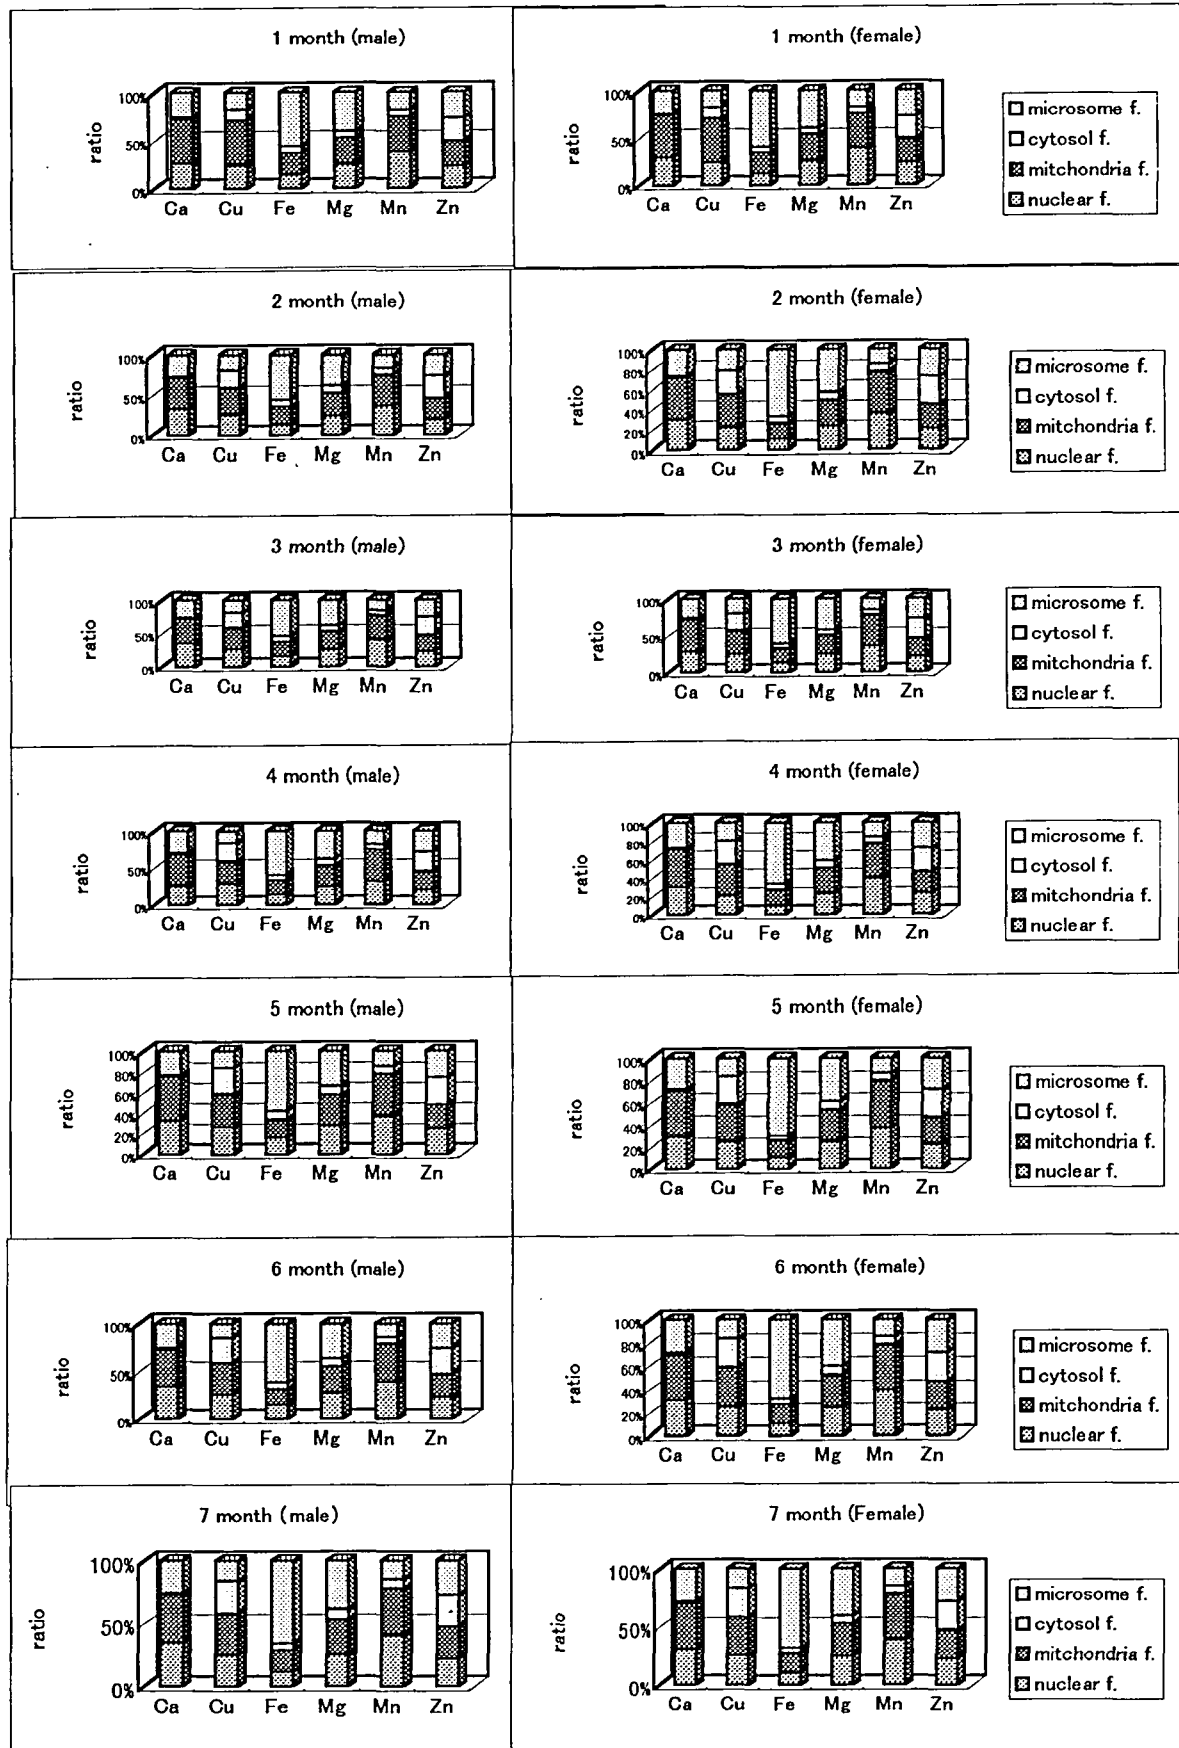 1 month (male)
ratio
100%
50%
0%
Ca Cu Fe Mg Mn Zn
1 month (female)
ratio
100%
50%
0%
Ca Cu Fe Mg Mn Zn
microsome f.
cytosol f.
mitchondria f.
nuclear f.
2 month (male)
ratio
100%
50%
0%
Ca Cu Fe Mg Mn Zn
2 month (female)
ratio
100%
80%
60%
40%
20%
0%
Ca Cu Fe Mg Mn Zn
microsome f.
cytosol f.
mitchondria f.
nuclear f.
3 month (male)
ratio
100%
50%
0%
Ca Cu Fe Mg Mn Zn
3 month (female)
ratio
100%
50%
0%
Ca Cu Fe Mg Mn Zn
microsome f.
cytosol f.
mitchondria f.
nuclear f.
4 month (male)
ratio
100%
50%
0%
Ca Cu Fe Mg Mn Zn
4 month (female)
ratio
100%
80%
60%
40%
20%
0%
Ca Cu Fe Mg Mn Zn
microsome f.
cytosol f.
mitchondria f.
nuclear f.
5 month (male)
ratio
100%
80%
60%
40%
20%
0%
Ca Cu Fe Mg Mn Zn
5 month (female)
ratio
100%
80%
60%
40%
20%
0%
Ca Cu Fe Mg Mn Zn
microsome f.
cytosol f.
mitchondria f.
nuclear f.
6 month (male)
ratio
100%
50%
0%
Ca Cu Fe Mg Mn Zn
6 month (female)
ratio
100%
80%
60%
40%
20%
0%
Ca Cu Fe Mg Mn Zn
microsome f.
cytosol f.
mitchondria f.
nuclear f.
7 month (male)
ratio
100%
50%
0%
Ca Cu Fe Mg Mn Zn
7 month (Female)
ratio
100%
50%
0%
Ca Cu Fe Mg Mn Zn
microsome f.
cytosol f.
mitchondria f.
nuclear f.